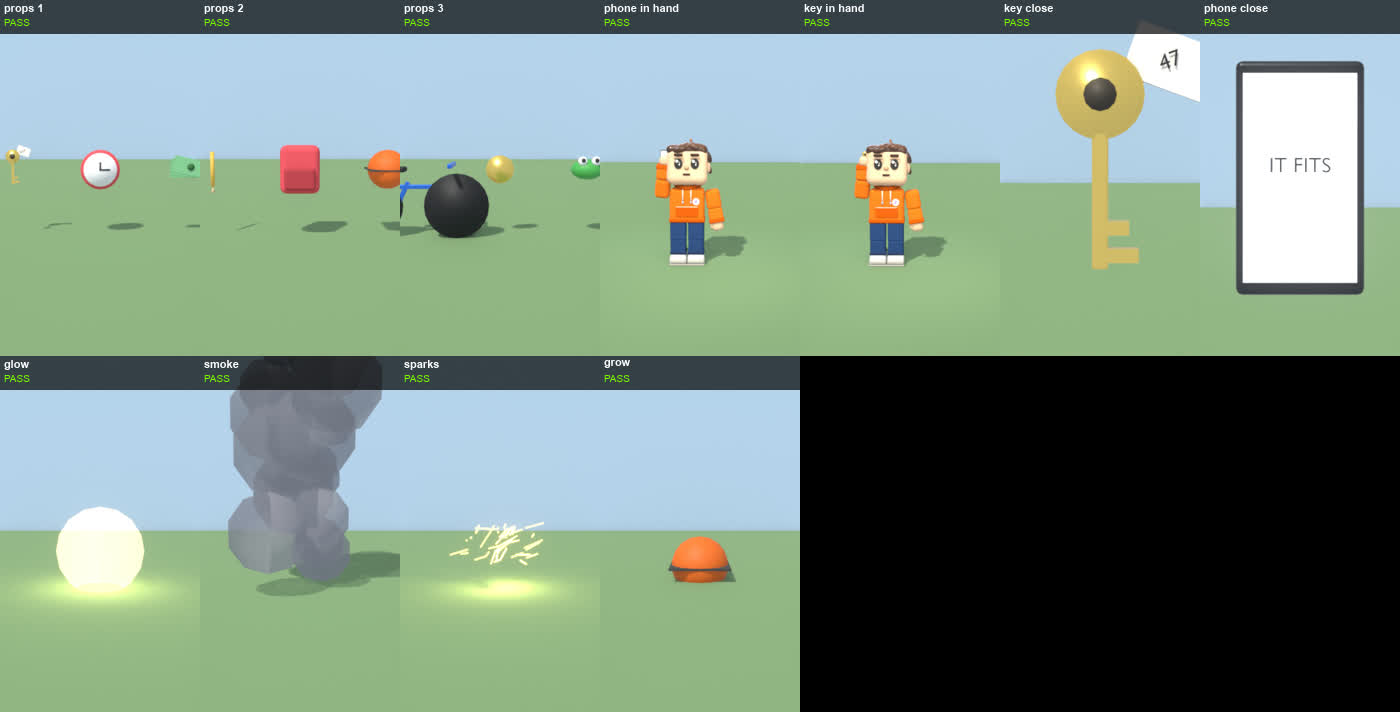 props 1
PASS
props 2
PASS
props 3
PASS
phone in hand
PASS
key in hand
PASS
key close
PASS
phone close
PASS
47
IT FITS
glow
PASS
smoke
PASS
sparks
PASS
grow
PASS